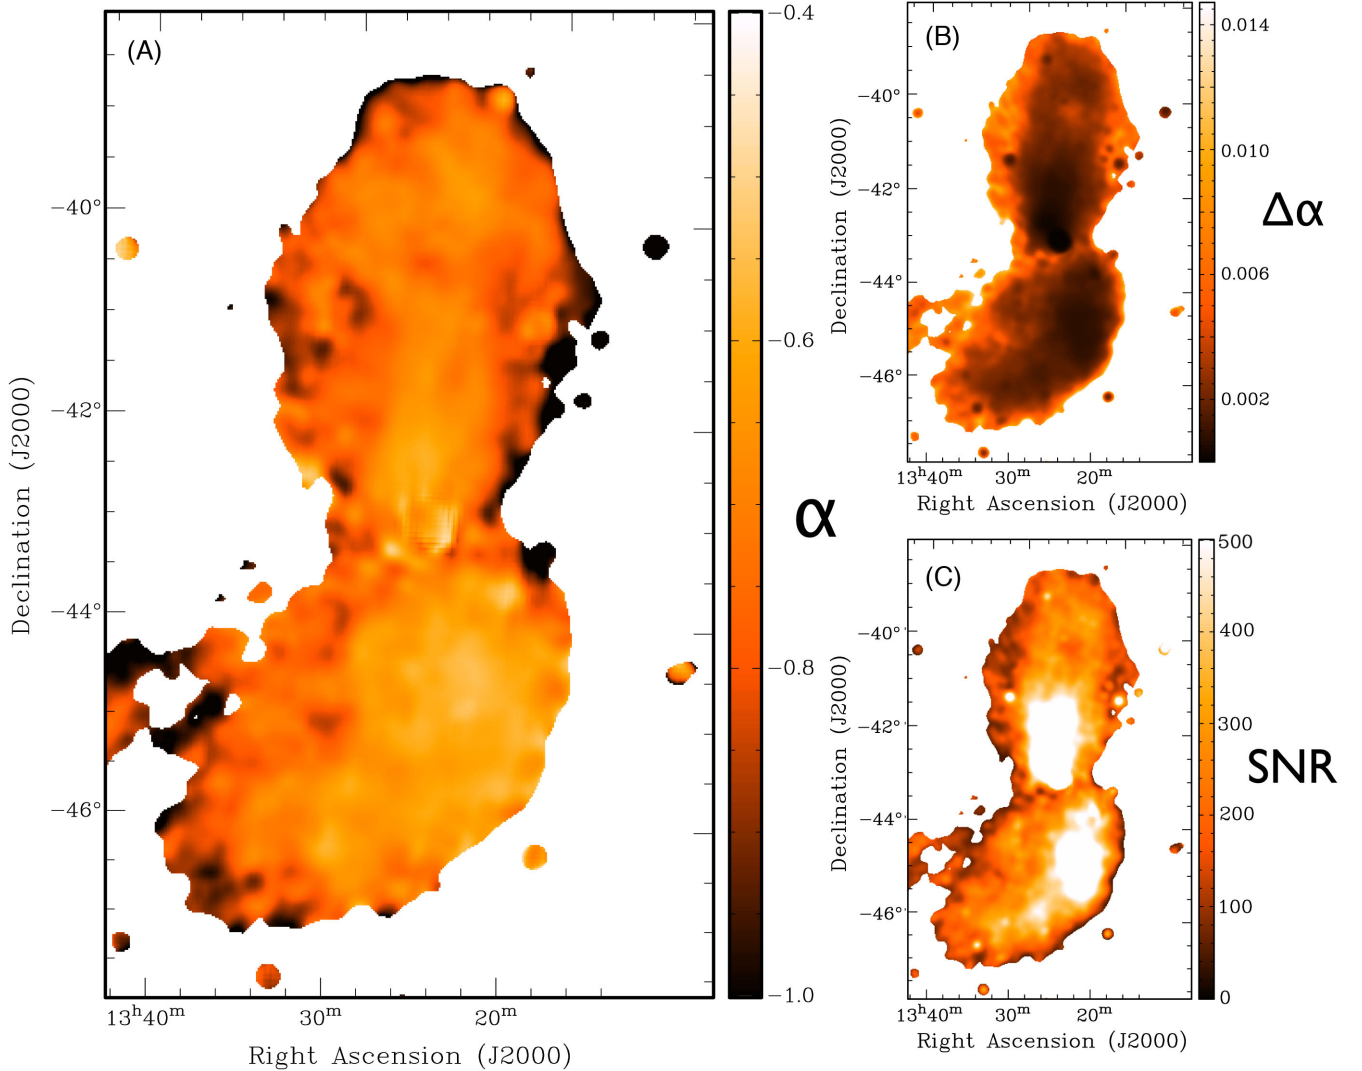 (A)
−40°
−42°
−44°
−46°
Declination (J2000)
13ʰ40ᵐ
30ᵐ
20ᵐ
Right Ascension (J2000)
−0.4
−0.6
−0.8
−1.0
α
(B)
−40°
−42°
−44°
−46°
Declination (J2000)
13ʰ40ᵐ
30ᵐ
20ᵐ
Right Ascension (J2000)
0.014
0.010
0.006
0.002
Δα
(C)
−40°
−42°
−44°
−46°
Declination (J2000)
13ʰ40ᵐ
30ᵐ
20ᵐ
Right Ascension (J2000)
500
400
300
200
100
0
SNR